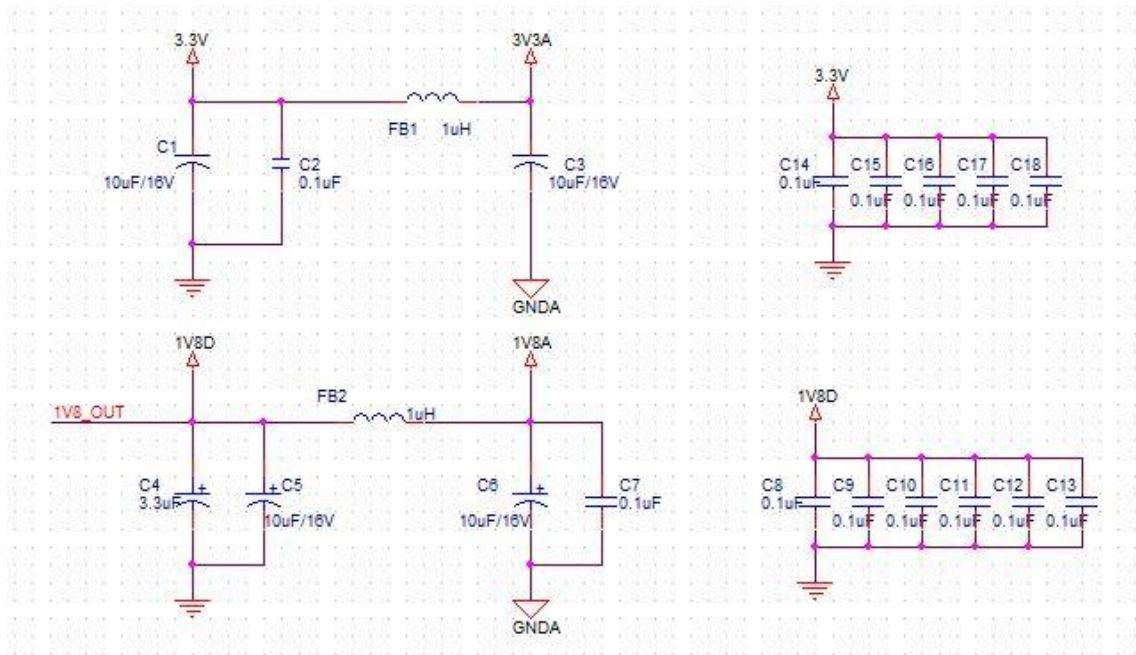 3.3V
3V3A
FB1 1uH
C1
10uF/16V
C2
0.1uF
C3
10uF/16V
GNDA
3.3V
C14
0.1uF
C15
0.1uF
C16
0.1uF
C17
0.1uF
C18
0.1uF
1V8D
1V8A
1V8_OUT
FB2
1uH
C4
3.3uF
+
C5
10uF/16V
+
C6
10uF/16V
+
C7
0.1uF
GNDA
1V8D
C8
0.1uF
C9
0.1uF
C10
0.1uF
C11
0.1uF
C12
0.1uF
C13
0.1uF